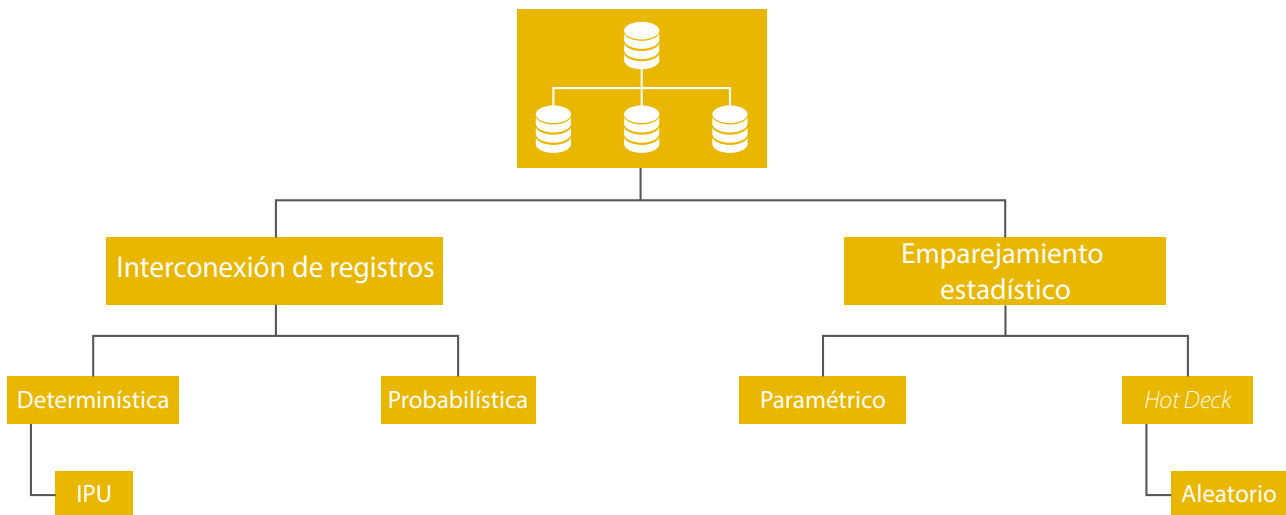 Interconexión de registros
Emparejamiento
estadístico
Determinística
Probabilística
Paramétrico
Hot Deck
IPU
Aleatorio